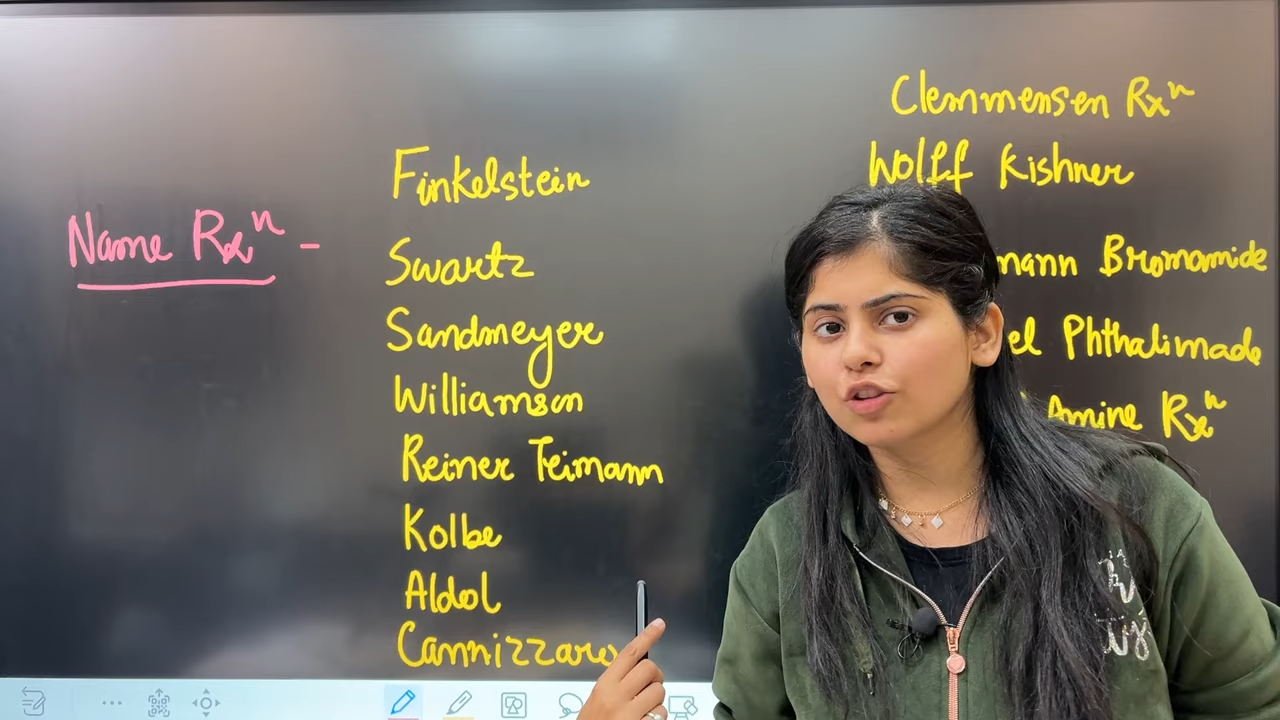 Name Rxⁿ -
Finkelstein
Swartz
Sandmeyer
Williamson
Reiner Teimann
Kolbe
Aldol
Cannizzaro
Clemmensen Rxⁿ
Wolff Kishner
mann Bromamide
el Phthalimade
Amine Rxⁿ